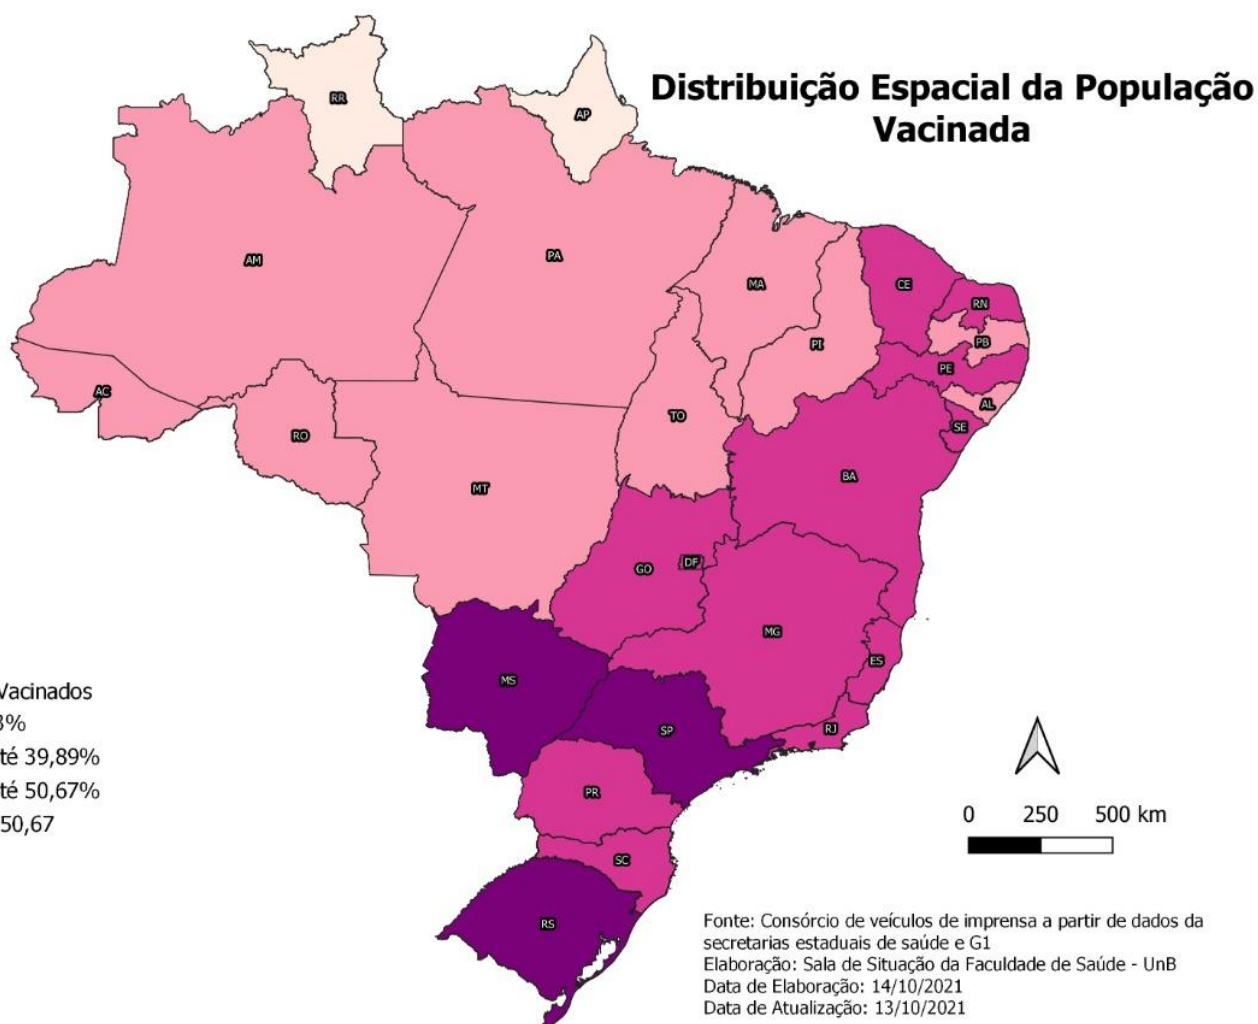 Distribuição Espacial da População
Vacinada
RR
AP
AM
PA
MA
CE
RN
PI
PB
PE
AC
TO
AL
SE
RO
BA
MT
GO
DF
MG
ES
MS
SP
RJ
PR
SC
RS
Vacinados
3%
té 39,89%
té 50,67%
50,67
0 250 500 km
Fonte: Consórcio de veículos de imprensa a partir de dados da
secretarias estaduais de saúde e G1
Elaboração: Sala de Situação da Faculdade de Saúde - UnB
Data de Elaboração: 14/10/2021
Data de Atualização: 13/10/2021